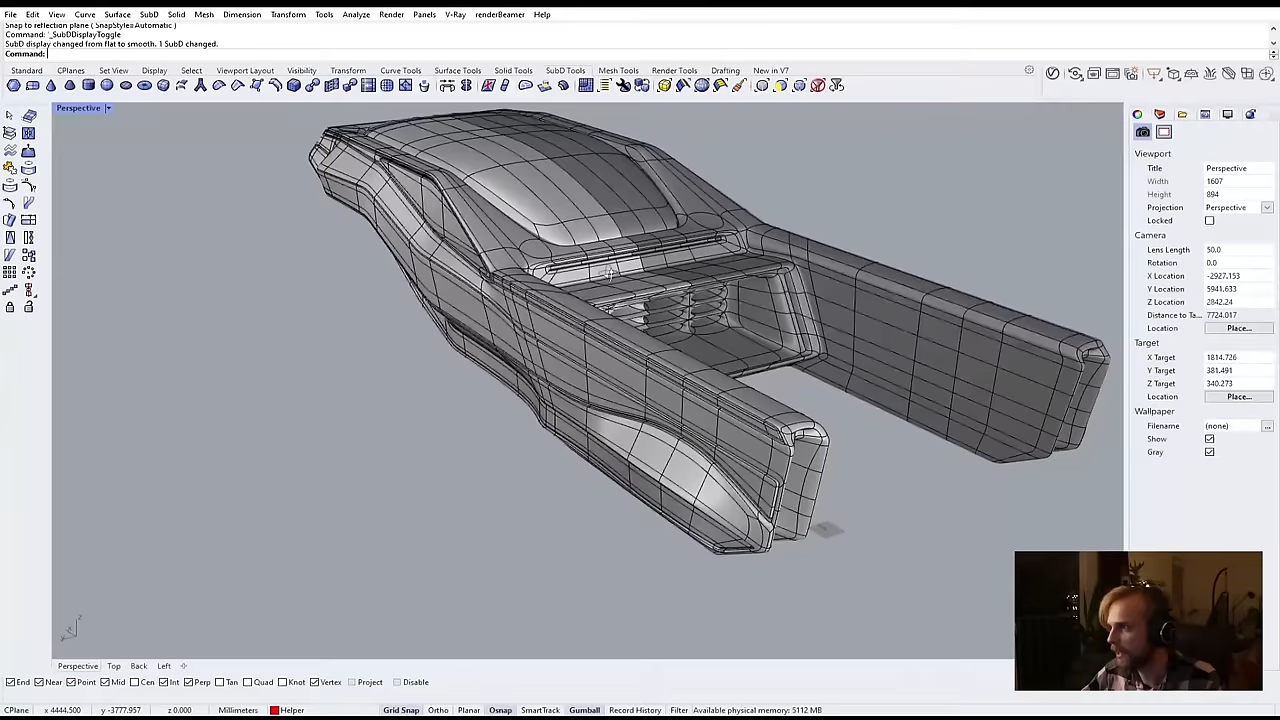 File Edit View Curve Surface SubD Solid Mesh Dimension Transform Tools Analyze Render Panels V-Ray renderBeamer Help
Snap to reflection plane ( SnapStyle=Automatic )
Command: '_SubDDisplayToggle
SubD display changed from flat to smooth. 1 SubD changed.
Command:
Standard CPlanes Set View Display Select Viewport Layout Visibility Transform Curve Tools Surface Tools Solid Tools SubD Tools Mesh Tools Render Tools Drafting New in V7
Perspective
Viewport
Title Perspective
Width 1607
Height 894
Projection Perspective
Locked
Camera
Lens Length 50.0
Rotation 0.0
X Location -2927.153
Y Location 5941.633
Z Location 2842.24
Distance to Ta... 7724.017
Location Place...
Target
X Target 1814.726
Y Target 381.491
Z Target 340.273
Location Place...
Wallpaper
Filename (none) ...
Show
Gray
z
x
y
Perspective Top Back Left
End Near Point Mid Cen Int Perp Tan Quad Knot Vertex Project Disable
CPlane x 4444.500 y -3777.957 z 0.000 Millimeters Helper Grid Snap Ortho Planar Osnap SmartTrack Gumball Record History Filter Available physical memory: 5112 MB